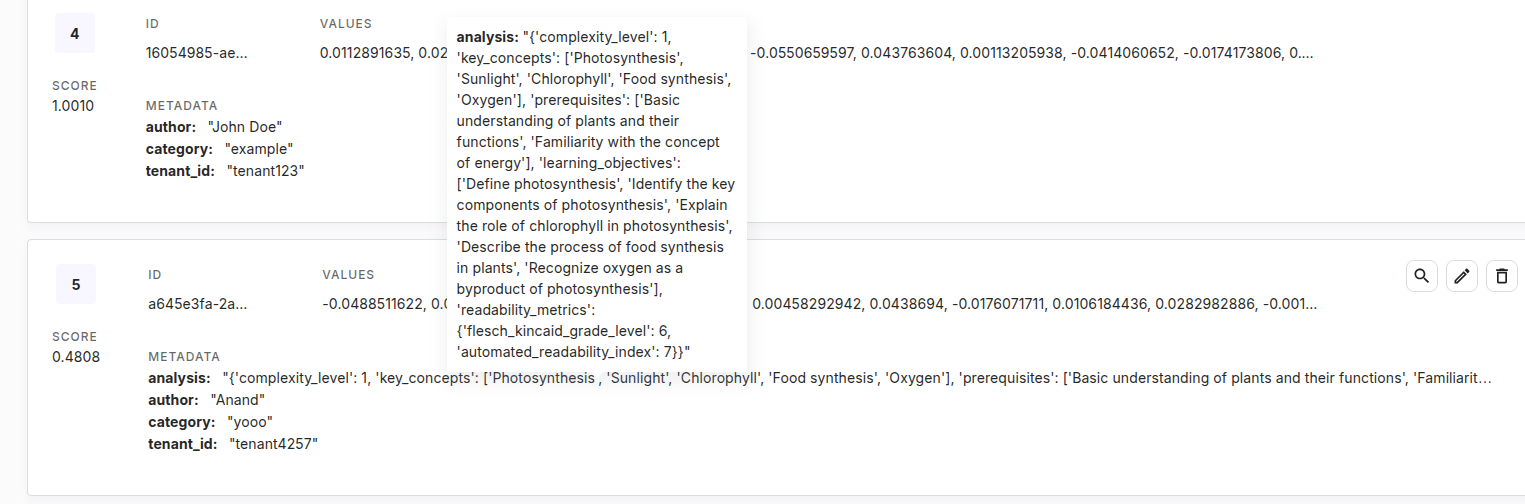 4
ID
VALUES
16054985-ae...
0.0112891635, 0.02
-0.0550659597, 0.043763604, 0.00113205938, -0.0414060652, -0.0174173806, 0....
SCORE
1.0010
METADATA
author: "John Doe"
category: "example"
tenant_id: "tenant123"
analysis: "{'complexity_level': 1,
'key_concepts': ['Photosynthesis',
'Sunlight', 'Chlorophyll', 'Food synthesis',
'Oxygen'], 'prerequisites': ['Basic
understanding of plants and their
functions', 'Familiarity with the concept
of energy'], 'learning_objectives':
['Define photosynthesis', 'Identify the key
components of photosynthesis', 'Explain
the role of chlorophyll in photosynthesis',
'Describe the process of food synthesis
in plants', 'Recognize oxygen as a
byproduct of photosynthesis'],
'readability_metrics':
{'flesch_kincaid_grade_level': 6,
'automated_readability_index': 7}}"
5
ID
VALUES
a645e3fa-2a...
-0.0488511622, 0.0
0.00458292942, 0.0438694, -0.0176071711, 0.0106184436, 0.0282982886, -0.001...
SCORE
0.4808
METADATA
analysis: "{'complexity_level': 1, 'key_concepts': ['Photosynthesis', 'Sunlight', 'Chlorophyll', 'Food synthesis', 'Oxygen'], 'prerequisites': ['Basic understanding of plants and their functions', 'Familiarit...
author: "Anand"
category: "yooo"
tenant_id: "tenant4257"